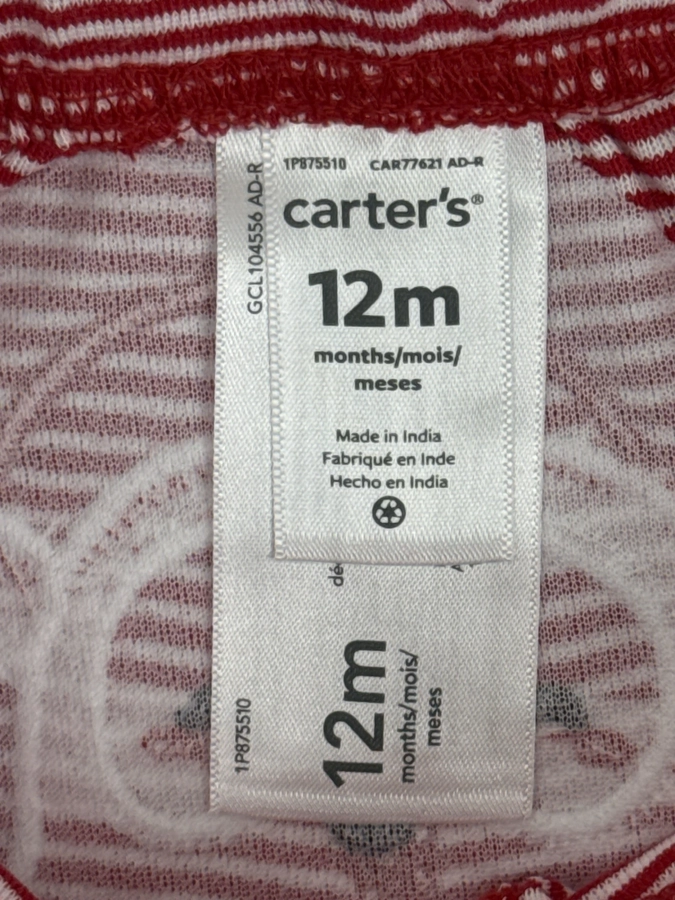 1P875510 CAR77621 AD-R
carter's®
12m
months/mois/
meses
Made in India
Fabriqué en Inde
Hecho en India
GCL104556 AD-R
1P875510
12m
months/mois/
meses